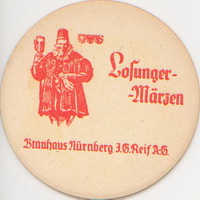 Losunger-
-Märzen
Brauhaus Nürnberg J.G.Reif A.G.